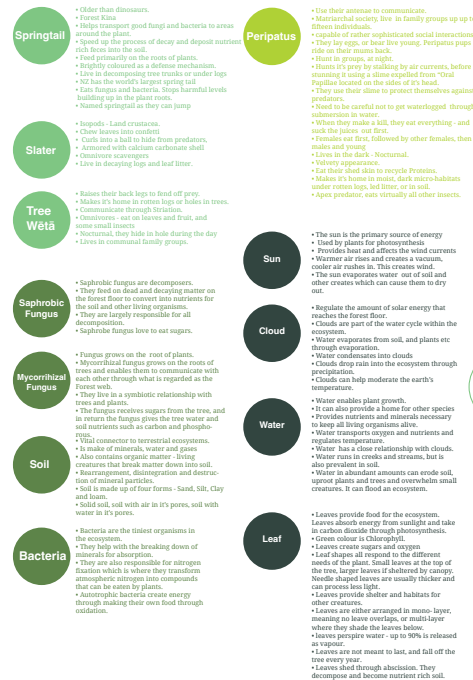 Springtail
• Older than dinosaurs.
• Forest Kina
• Helps transport good fungi and bacteria to areas
around the plant.
• Speed up the process of decay and deposit nutrient
rich feces into the soil.
• Feed primarily on the roots of plants.
• Brightly coloured as a defense mechanism.
• Live in decomposing tree trunks or under logs
• NZ has the world's largest spring tail
• Eats fungus and bacteria. Stops harmful levels
building up in the plant roots.
• Named springtail as they can jump
Slater
• Isopods - Land crustacns.
• Chew leaves into confetti
• Curls into a ball to hide from predators,
• Armored with calcium carbonate shell
• Omnivore scavengers
• Live in decaying logs and leaf litter.
Tree
Wētā
• Raises their back legs to fend off prey.
• Makes it's home in rotten logs or holes in trees.
• Communicate through Striation.
• Omnivores - eat on leaves and fruit, and
some small insects
• Nocturnal, they hide in hole during the day
• Lives in communal family groups.
Saphrobic
Fungus
• Saphrobic fungus are decomposers.
• They feed on dead and decaying matter on
the forest floor to convert into nutrients for
the soil and other living organisms.
• They are largely responsible for all
decomposition.
• Saphrobe fungus love to eat sugars.
Mycorrihizal
Fungus
• Fungus grows on the root of plants.
• Mycorrihizal fungus grows on the roots of
trees and enables them to communicate with
each other through what is regarded as the
Forest web.
• They live in a symbiotic relationship with
trees and plants.
• The fungus receives sugars from the tree, and
in return the fungus gives the tree water and
soil nutrients such as carbon and phospho-
rous.
Soil
• Vital connector to terrestrial ecosystems.
• Is make of minerals, water and gases
• Also contains organic matter - living
creatures that break matter down into soil.
• Rearrangement, disintegration and destruc-
tion of mineral particles.
• Soil is made up of four forms - Sand, Silt, Clay
and loam.
• Solid soil, soil with air in it's pores, soil with
water in it's pores.
Bacteria
• Bacteria are the tiniest organisms in
the ecosystem.
• They help with the breaking down of
minerals for absorption.
• They are also responsible for nitrogen
fixation which is where they transform
atmospheric nitrogen into compounds
that can be eaten by plants.
• Autotrophic bacteria create energy
through making their own food through
oxidation.
Peripatus
• Use their antenae to communicate.
• Matriarchal society, live in family groups up to
fifteen individuals.
• capable of rather sophisticated social interactions
• They lay eggs, or bear live young. Peripatus pups
ride on their mums back.
• Hunt in groups, at night.
• Hunts it's prey by stalking by air currents, before
stunning it using a slime expelled from "Oral
Papillae located on the sides of it's head.
• They use their slime to protect themselves against
predators.
• Need to be careful not to get waterlogged through
submersion in water.
• When they make a kill, they eat everything - and
suck the juices out first.
• Females eat first, followed by other females, then
males and young
• Lives in the dark - Nocturnal.
• Velvety appearance.
• Eat their shed skin to recycle Proteins.
• Makes it's home in moist, dark micro-habitats
under rotten logs, led litter, or in soil.
• Apex predator, eats virtually all other insects.
Sun
• The sun is the primary source of energy
• Used by plants for photosynthesis
• Provides heat and affects the wind currents
• Warmer air rises and creates a vacuum,
cooler air rushes in. This creates wind.
• The sun evaporates water out of soil and
other creates which can cause them to dry
out.
Cloud
• Regulate the amount of solar energy that
reaches the forest floor.
• Clouds are part of the water cycle within the
ecosystem.
• Water evaporates from soil, and plants etc
through evaporation.
• Water condensates into clouds
• Clouds drop rain into the ecosystem through
precipitation.
• Clouds can help moderate the earth's
temperature.
Water
• Water enables plant growth.
• It can also provide a home for other species
• Provides nutrients and minerals necessary
to keep all living organisms alive.
• Water transports oxygen and nutrients and
regulates temperature.
• Water has a close relationship with clouds.
• Water runs in creeks and streams, but is
also prevalent in soil.
• Water in abundant amounts can erode soil,
uproot plants and trees and overwhelm small
creatures. It can flood an ecosystem.
Leaf
• Leaves provide food for the ecosystem.
Leaves absorb energy from sunlight and take
in carbon dioxide through photosynthesis.
• Green colour is Chlorophyll.
• Leaves create sugars and oxygen
• Leaf shapes all respond to the different
needs of the plant. Small leaves at the top of
the tree, larger leaves if sheltered by canopy.
Needle shaped leaves are usually thicker and
can pierce leaves.
• Leaves provide shelter and habitats for
other creatures.
• Leaves are either arranged in mono- layer,
meaning no leave overlaps, or multi-layer
where they shade the leaves below.
• leaves perspire water - up to 90% is released
as vapour.
• Leaves are not meant to last, and fall off the
tree every year.
• Leaves shed through abscission. They
decompose and become nutrient rich soil.